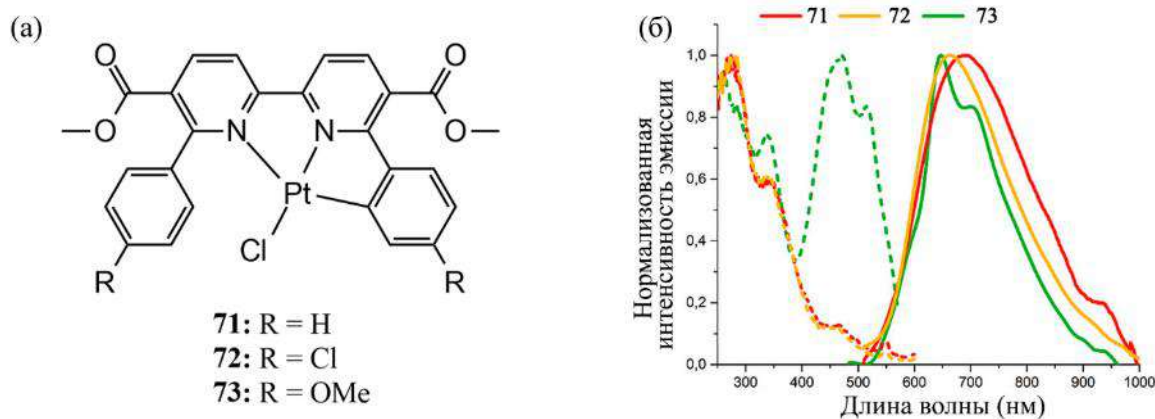 (а)
O
O
O
O
N
N
Pt
Cl
R
R
71: R = H
72: R = Cl
73: R = OMe
(б)
71 72 73
1,0
0,8
0,6
0,4
0,2
0,0
300 400 500 600 700 800 900 1000
Нормализованная
интенсивность эмиссии
Длина волны (нм)